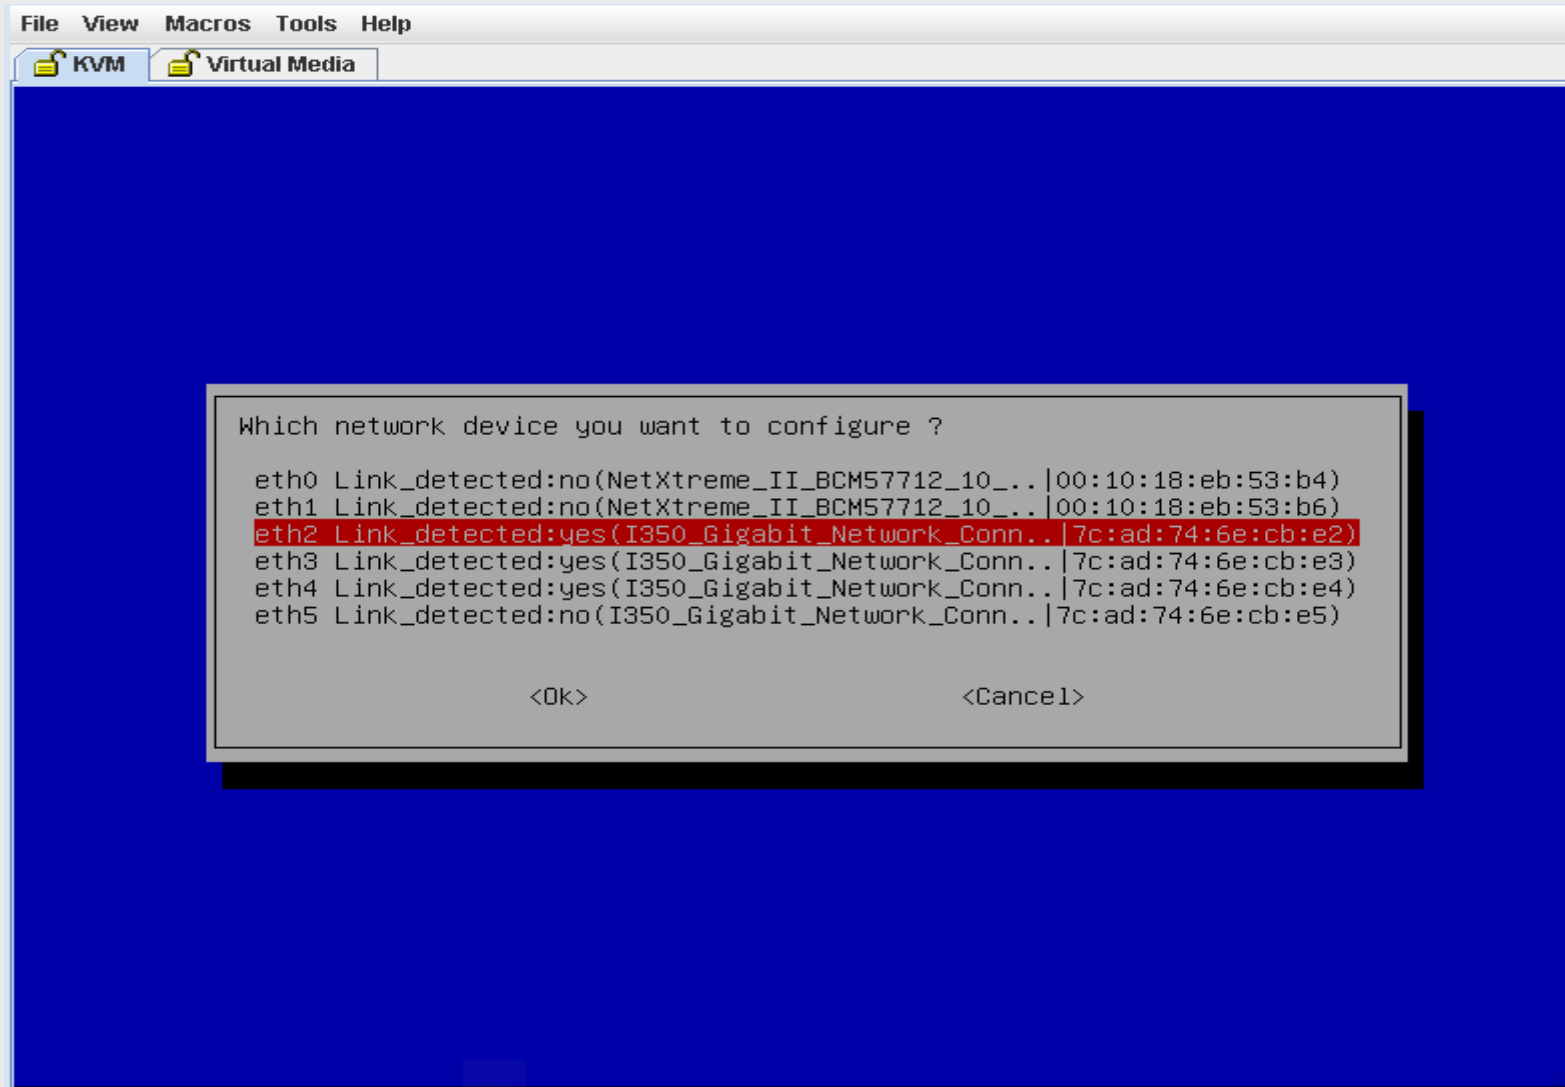 File View Macros Tools Help
KVM Virtual Media
Which network device you want to configure ?
eth0 Link_detected:no(NetXtreme_II_BCM57712_10_..|00:10:18:eb:53:b4)
eth1 Link_detected:no(NetXtreme_II_BCM57712_10_..|00:10:18:eb:53:b6)
eth2 Link_detected:yes(I350_Gigabit_Network_Conn..|7c:ad:74:6e:cb:e2)
eth3 Link_detected:yes(I350_Gigabit_Network_Conn..|7c:ad:74:6e:cb:e3)
eth4 Link_detected:yes(I350_Gigabit_Network_Conn..|7c:ad:74:6e:cb:e4)
eth5 Link_detected:no(I350_Gigabit_Network_Conn..|7c:ad:74:6e:cb:e5)
<Ok> <Cancel>